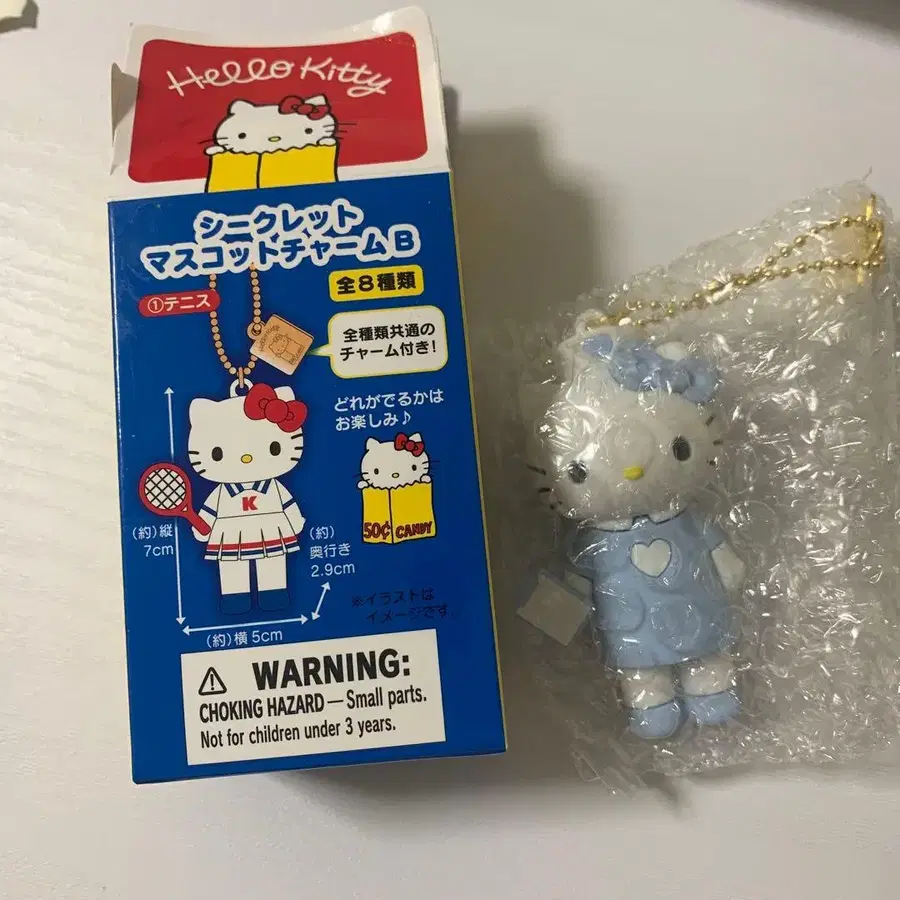 Hello Kitty
シークレット
マスコットチャームB
全8種類
①テニス
全種類共通の
チャーム付き!
どれがでるかは
お楽しみ♪
K
50¢ CANDY
(約)縦
7cm
(約)
奥行き
2.9cm
(約)横5cm
※イラストは
イメージです。
WARNING:
CHOKING HAZARD — Small parts.
Not for children under 3 years.